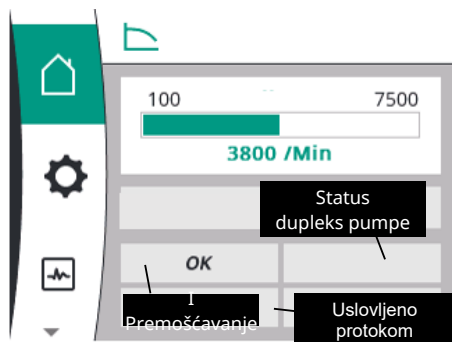 100 7500
3800 /Min
Status
dupleks pumpe
OK
I
Premošćavanje
Uslovljeno
protokom